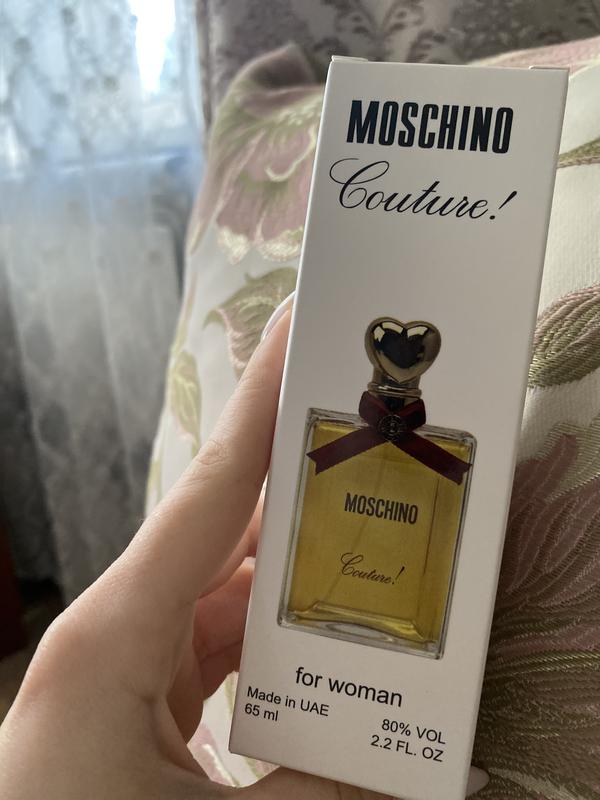 MOSCHINO
Couture!
MOSCHINO
Couture!
for woman
Made in UAE
65 ml
80% VOL
2.2 FL. OZ